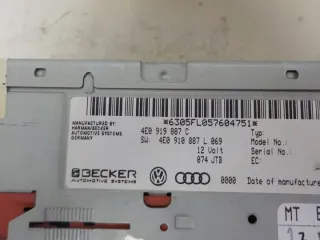 *6305FL057604751*
MANUFACTURED BY
HARMAN/BECKER
AUTOMOTIVE SYSTEMS
GERMANY
4E0 919 887 C
SW: 4E0 910 887 L 069
12 Volt
074 JTB
Typ:
Model No.:
Serial No.:
EC:
BECKER
AUTOMOTIVE SYSTEMS
0000
Date of manufact
MT